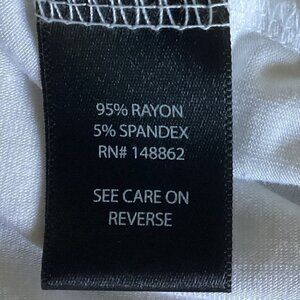 95% RAYON
5% SPANDEX
RN# 148862
SEE CARE ON
REVERSE